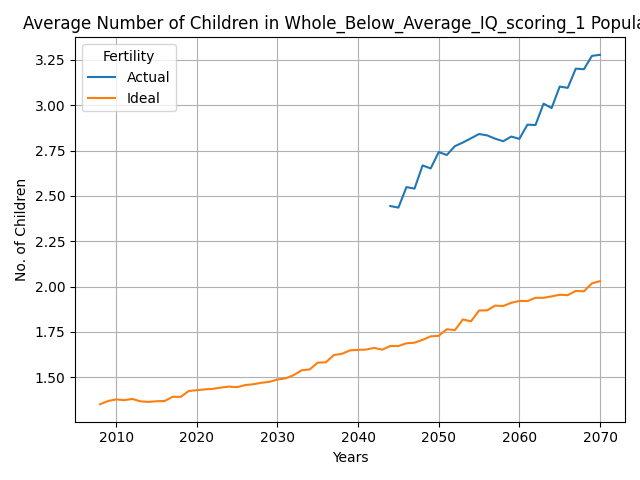 Average Number of Children in Whole_Below_Average_IQ_scoring_1 Popula
Fertility
Actual
Ideal
No. of Children
3.25
3.00
2.75
2.50
2.25
2.00
1.75
1.50
2010 2020 2030 2040 2050 2060 2070
Years